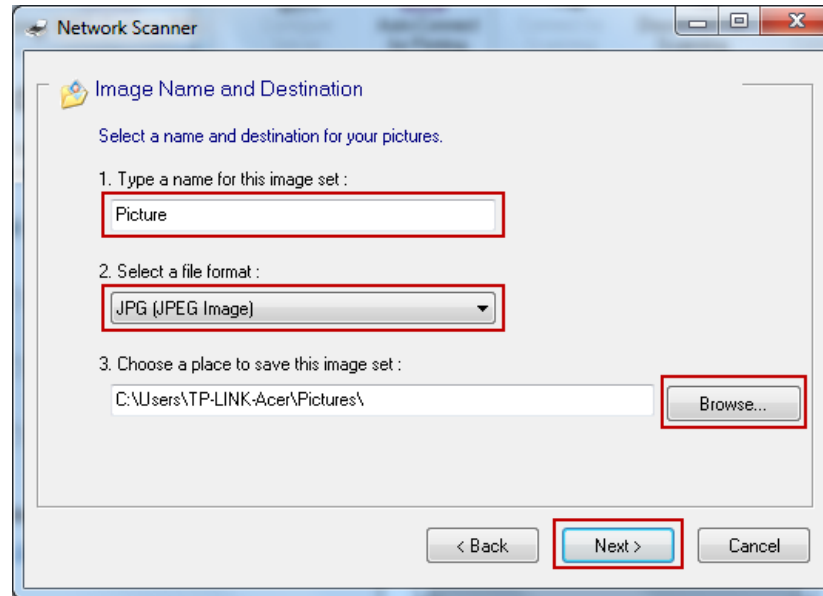 Network Scanner
Image Name and Destination
Select a name and destination for your pictures.
1. Type a name for this image set :
Picture
2. Select a file format :
JPG (JPEG Image)
3. Choose a place to save this image set :
C:\Users\TP-LINK-Acer\Pictures\
Browse...
< Back
Next >
Cancel